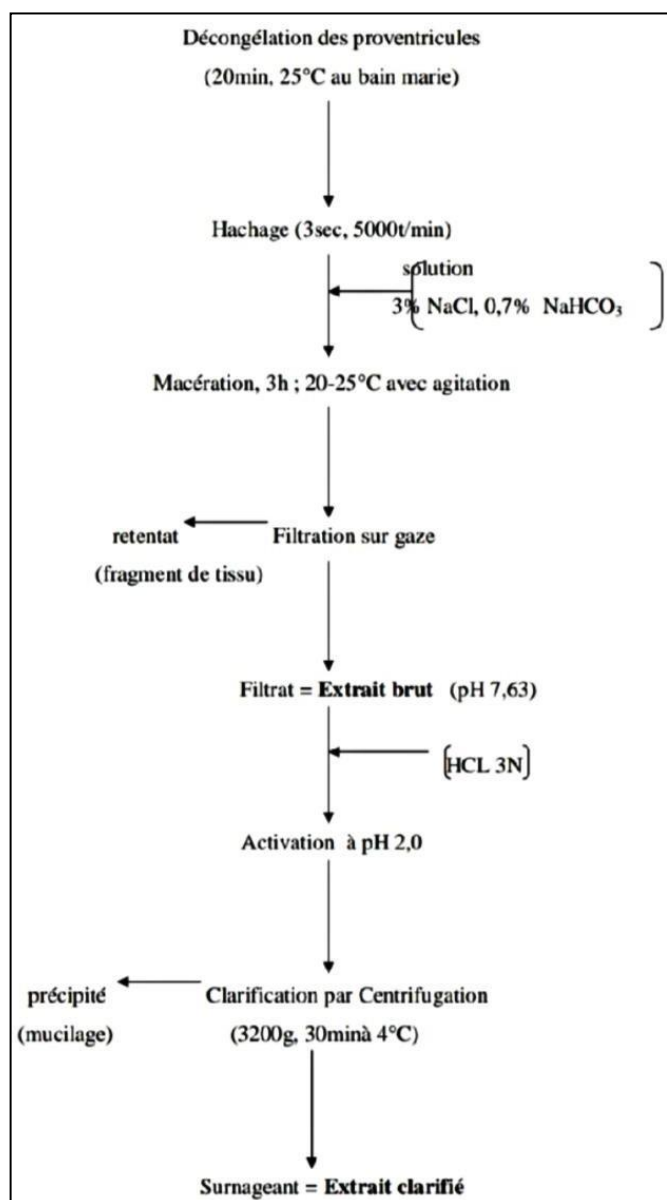 Décongélation des proventricules
(20min, 25°C au bain marie)
Hachage (3sec, 5000t/min)
solution
3% NaCl, 0,7% NaHCO₃
Macération, 3h ; 20-25°C avec agitation
retentat
Filtration sur gaze
(fragment de tissu)
Filtrat = Extrait brut (pH 7,63)
[HCL 3N]
Activation à pH 2,0
précipité
Clarification par Centrifugation
(mucilage)
(3200g, 30minà 4°C)
Surnageant = Extrait clarifié